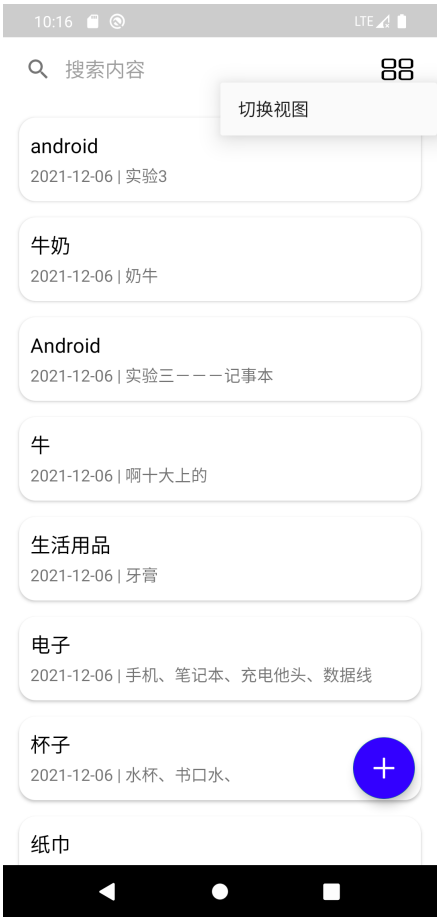 10:16
LTE
搜索内容
切换视图
android
2021-12-06 | 实验3
牛奶
2021-12-06 | 奶牛
Android
2021-12-06 | 实验三－－－记事本
牛
2021-12-06 | 啊十大上的
生活用品
2021-12-06 | 牙膏
电子
2021-12-06 | 手机、笔记本、充电他头、数据线
杯子
2021-12-06 | 水杯、书口水、
纸巾